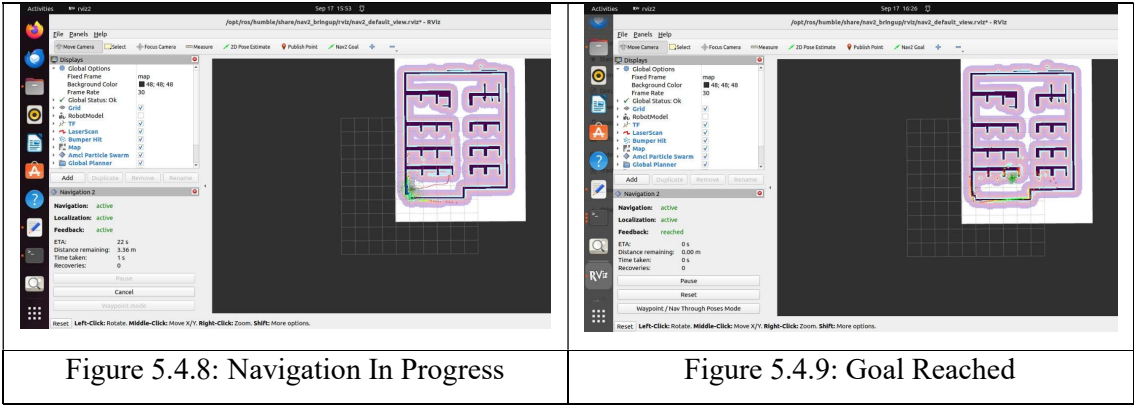 Activities
rviz2
Sep 17 15:53
/opt/ros/humble/share/nav2_bringup/rviz/nav2_default_view.rviz* - RViz
File Panels Help
Move Camera Select Focus Camera Measure 2D Pose Estimate Publish Point Nav2 Goal
Displays
Global Options
Fixed Frame map
Background Color 48; 48; 48
Frame Rate 30
Global Status: Ok
Grid
RobotModel
TF
LaserScan
Bumper Hit
Map
Amcl Particle Swarm
Global Planner
Add Duplicate Remove Rename
Navigation 2
Navigation: active
Localization: active
Feedback: active
ETA: 22 s
Distance remaining: 3.36 m
Time taken: 1 s
Recoveries: 0
Pause
Cancel
Waypoint mode
Reset Left-Click: Rotate. Middle-Click: Move X/Y. Right-Click: Zoom. Shift: More options.
Figure 5.4.8: Navigation In Progress
Activities
rviz2
Sep 17 16:26
/opt/ros/humble/share/nav2_bringup/rviz/nav2_default_view.rviz* - RViz
File Panels Help
Move Camera Select Focus Camera Measure 2D Pose Estimate Publish Point Nav2 Goal
Displays
Global Options
Fixed Frame map
Background Color 48; 48; 48
Frame Rate 30
Global Status: Ok
Grid
RobotModel
TF
LaserScan
Bumper Hit
Map
Amcl Particle Swarm
Global Planner
Add Duplicate Remove Rename
Navigation 2
Navigation: active
Localization: active
Feedback: reached
ETA: 0 s
Distance remaining: 0.00 m
Time taken: 0 s
Recoveries: 0
Pause
Reset
Waypoint / Nav Through Poses Mode
RViz
Reset Left-Click: Rotate. Middle-Click: Move X/Y. Right-Click: Zoom. Shift: More options.
Figure 5.4.9: Goal Reached